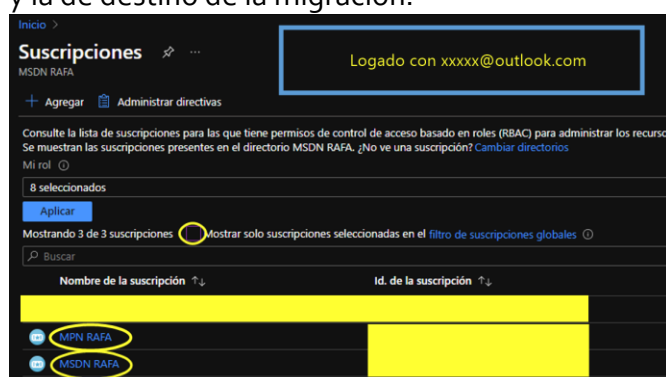 y la de destino de la migración.
Inicio >
Suscripciones
MSDN RAFA
Logado con xxxxx@outlook.com
+ Agregar Administrar directivas
Consulte la lista de suscripciones para las que tiene permisos de control de acceso basado en roles (RBAC) para administrar los recurso
Se muestran las suscripciones presentes en el directorio MSDN RAFA. ¿No ve una suscripción? Cambiar directorios
Mi rol
8 seleccionados
Aplicar
Mostrando 3 de 3 suscripciones Mostrar solo suscripciones seleccionadas en el filtro de suscripciones globales
Buscar
Nombre de la suscripción ↑↓ Id. de la suscripción ↑↓
MPN RAFA
MSDN RAFA